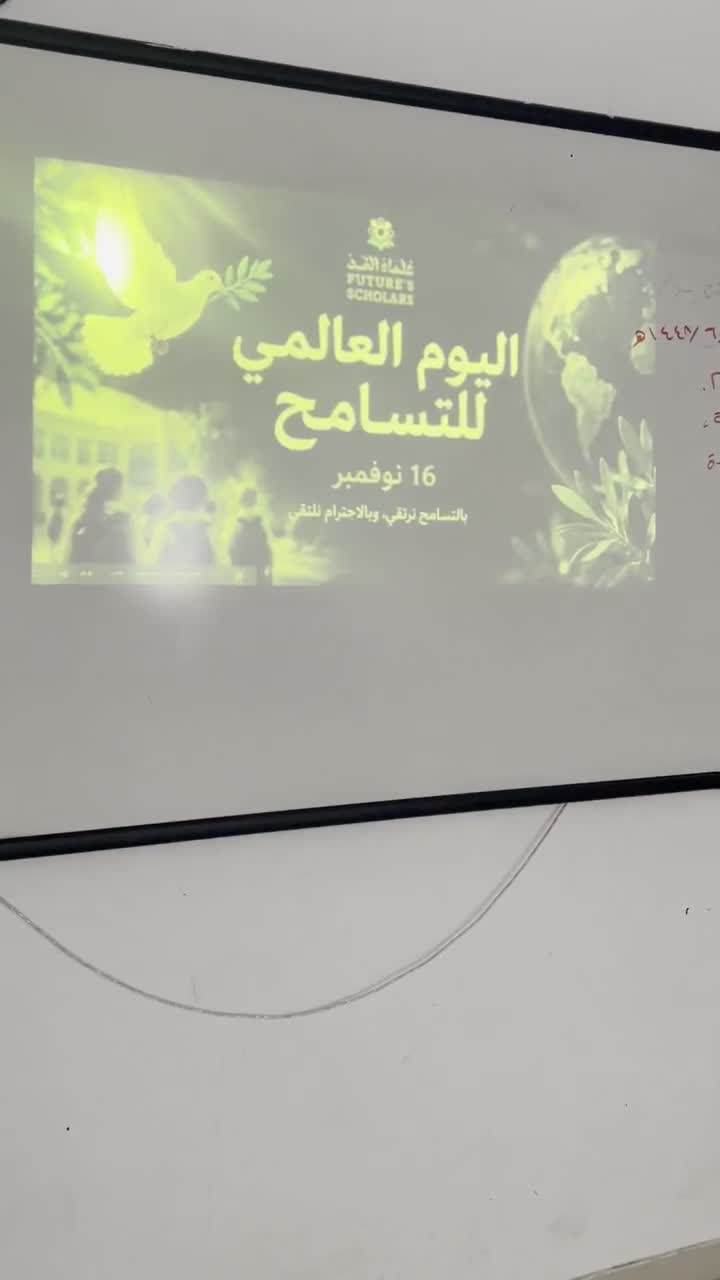 علماء الغد
FUTURE'S
SCHOLARS
اليوم العالمي
للتسامح
16 نوفمبر
بالتسامح نرتقي، وبالاحترام نلتقي